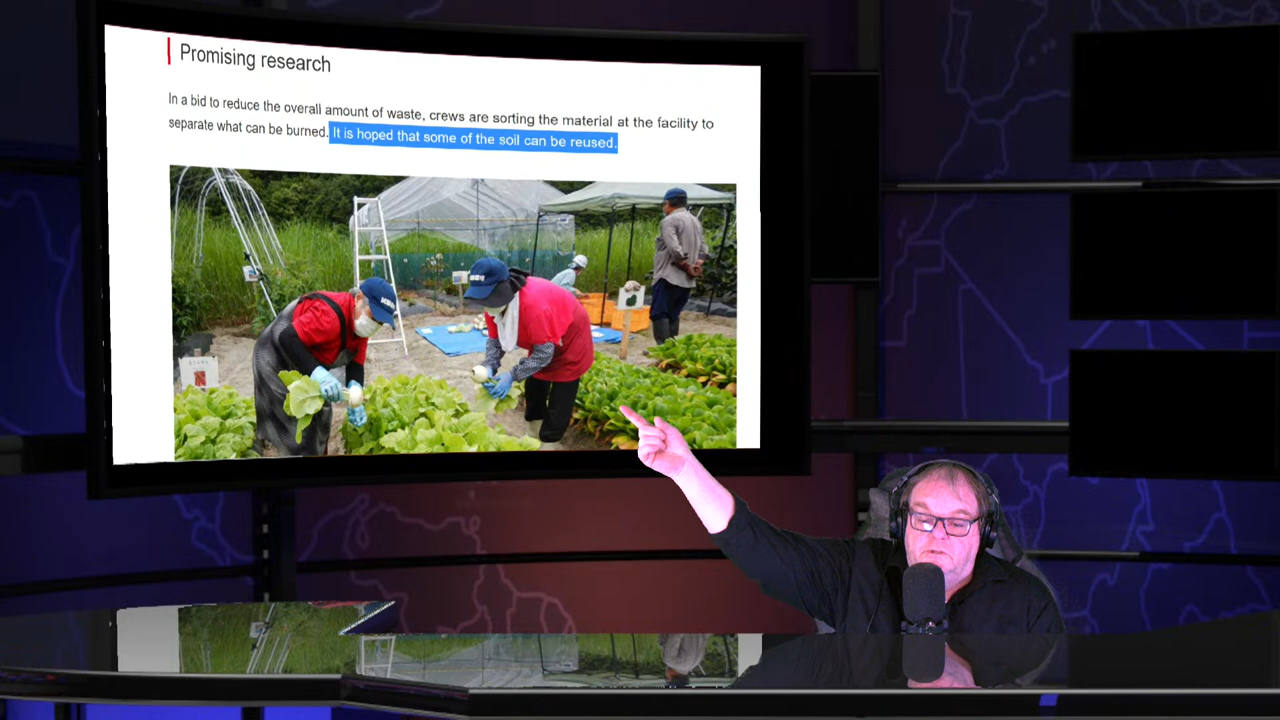 Promising research
In a bid to reduce the overall amount of waste, crews are sorting the material at the facility to
separate what can be burned. It is hoped that some of the soil can be reused.